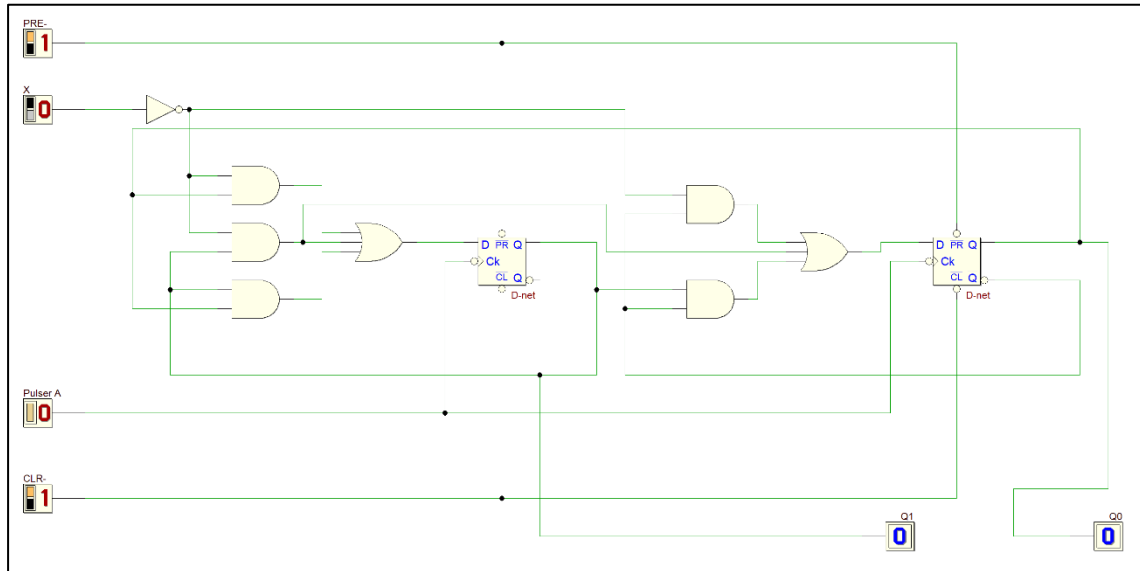 PRE-
1
X
0
D PR Q
Ck
CL Q
D-net
D PR Q
Ck
CL Q
D-net
Pulser A
0
CLR-
1
Q1
0
Q0
0